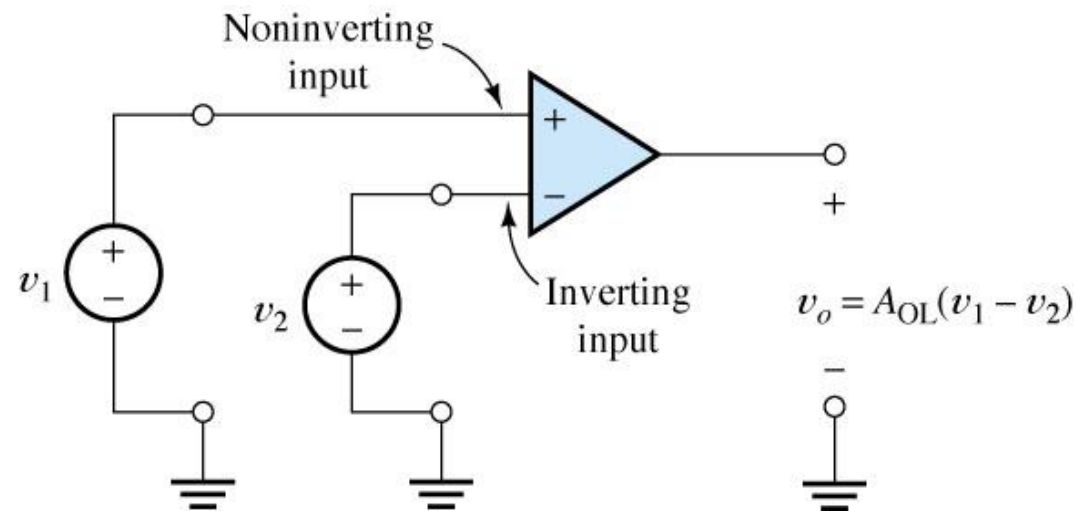 Noninverting
input
+
−
+
−
v1
+
−
v2
Inverting
input
+
vo = AOL(v1 − v2)
−